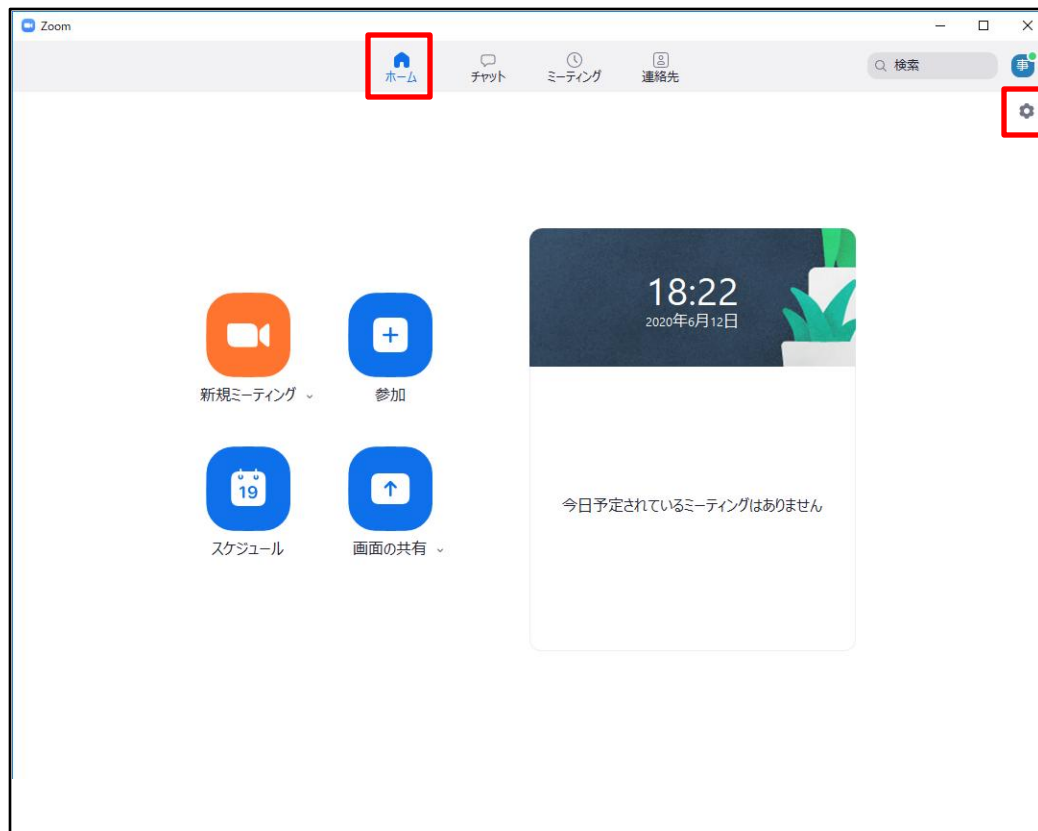 Zoom
ホーム
チャット
ミーティング
連絡先
検索
事
18:22
2020年6月12日
新規ミーティング
参加
19
スケジュール
画面の共有
今日予定されているミーティングはありません